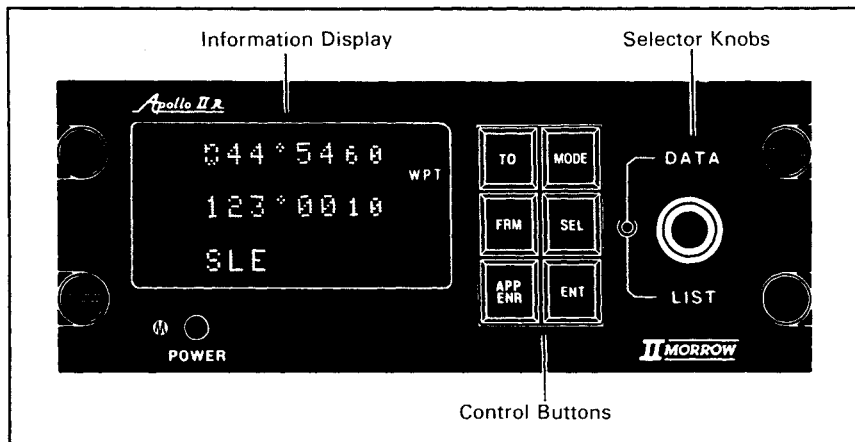 Information Display
Selector Knobs
Apollo II R
044°5460
WPT
123°0010
SLE
TO
MODE
FRM
SEL
APP
ENR
ENT
DATA
LIST
M
POWER
II MORROW
Control Buttons